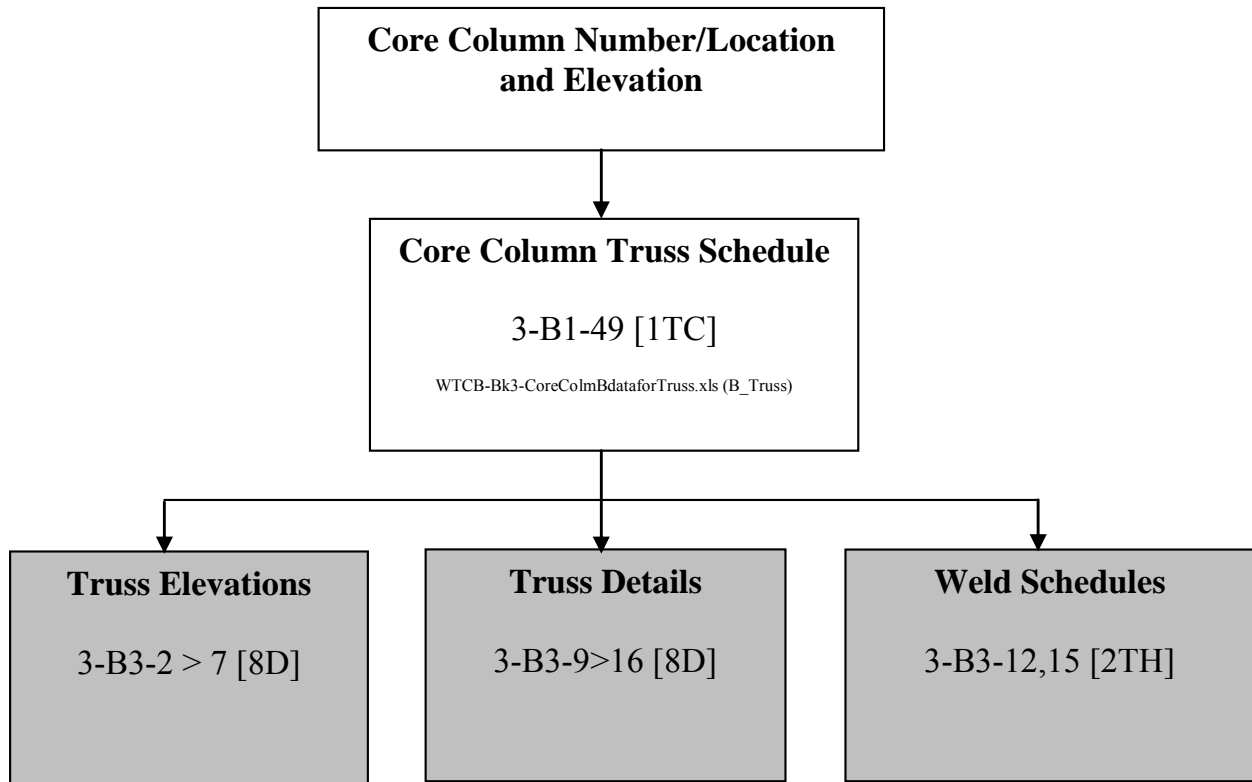 Core Column Number/Location
and Elevation
Core Column Truss Schedule
3-B1-49 [1TC]
WTCB-Bk3-CoreColmBdataforTruss.xls (B_Truss)
Truss Elevations
3-B3-2 > 7 [8D]
Truss Details
3-B3-9>16 [8D]
Weld Schedules
3-B3-12,15 [2TH]